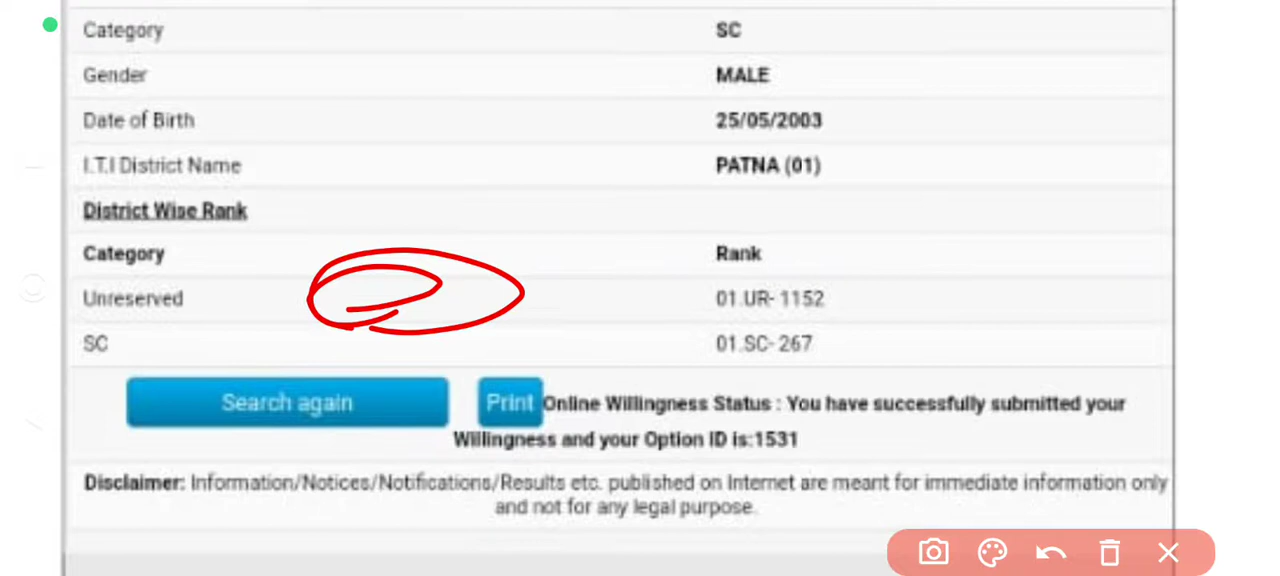 Category SC
Gender MALE
Date of Birth 25/05/2003
I.T.I District Name PATNA (01)
District Wise Rank
Category Rank
Unreserved 01.UR- 1152
SC 01.SC- 267
Search again Print Online Willingness Status : You have successfully submitted your
Willingness and your Option ID is:1531
Disclaimer: Information/Notices/Notifications/Results etc. published on Internet are meant for immediate information only
and not for any legal purpose.